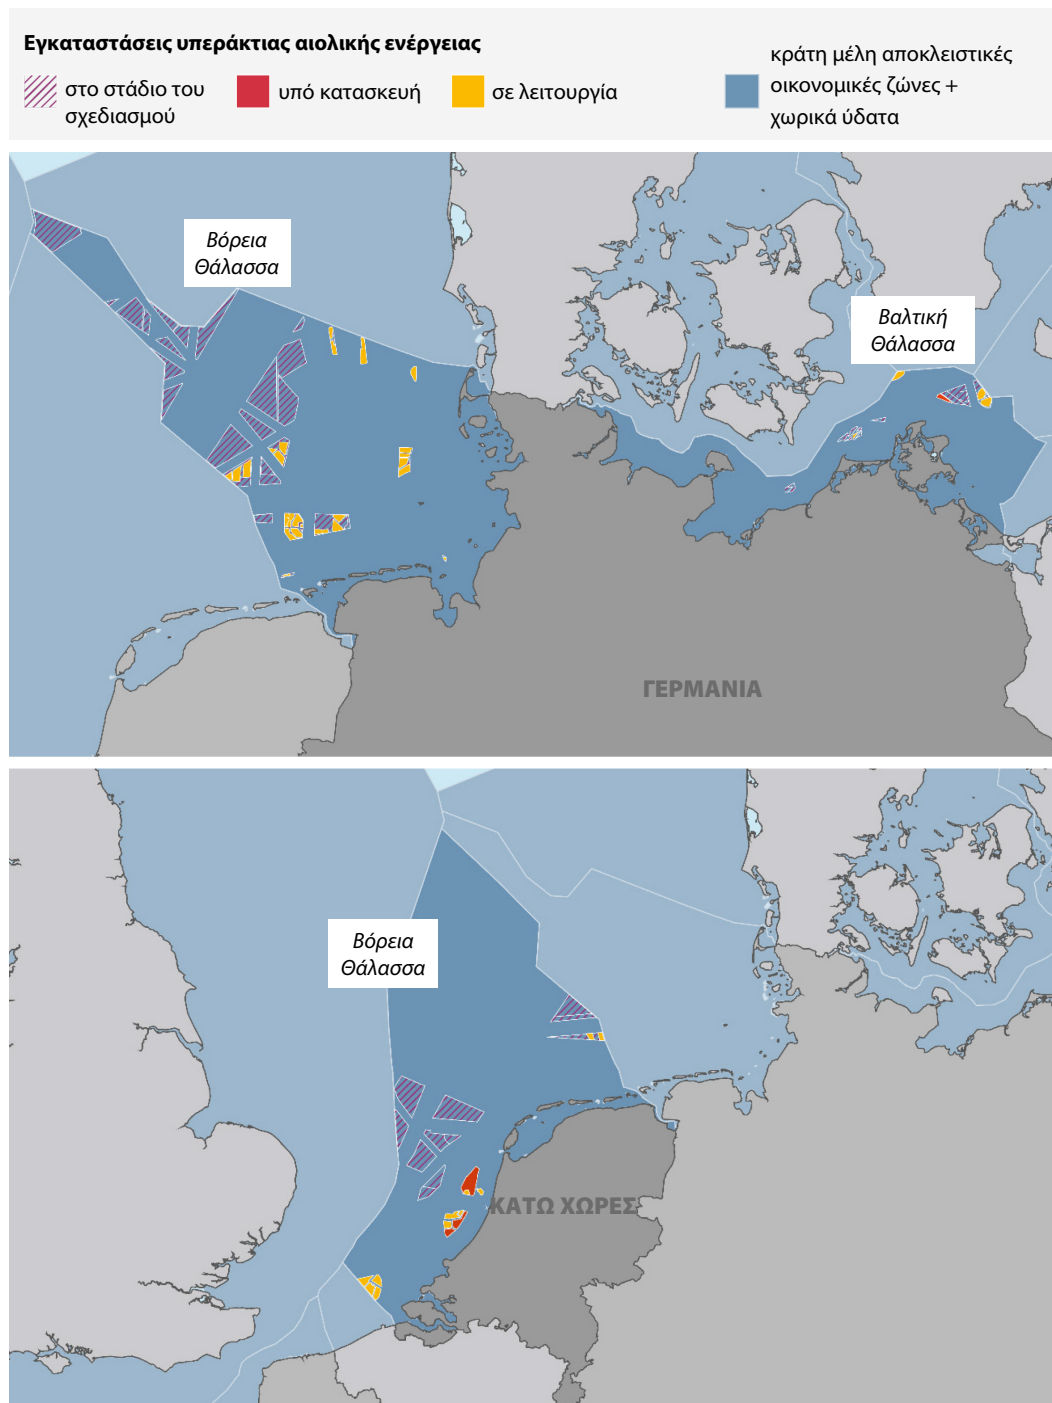 Εγκαταστάσεις υπεράκτιας αιολικής ενέργειας
στο στάδιο του
σχεδιασμού
υπό κατασκευή
σε λειτουργία
κράτη μέλη αποκλειστικές
οικονομικές ζώνες +
χωρικά ύδατα
Βόρεια
Θάλασσα
Βαλτική
Θάλασσα
ΓΕΡΜΑΝΙΑ
Βόρεια
Θάλασσα
ΚΑΤΩ ΧΩΡΕΣ